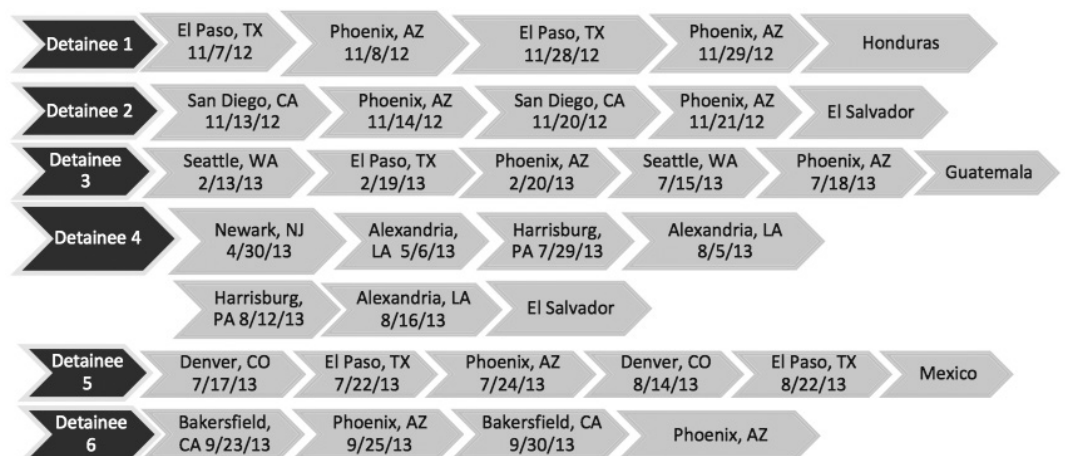 Detainee 1
El Paso, TX
11/7/12
Phoenix, AZ
11/8/12
El Paso, TX
11/28/12
Phoenix, AZ
11/29/12
Honduras
Detainee 2
San Diego, CA
11/13/12
Phoenix, AZ
11/14/12
San Diego, CA
11/20/12
Phoenix, AZ
11/21/12
El Salvador
Detainee
3
Seattle, WA
2/13/13
El Paso, TX
2/19/13
Phoenix, AZ
2/20/13
Seattle, WA
7/15/13
Phoenix, AZ
7/18/13
Guatemala
Detainee 4
Newark, NJ
4/30/13
Alexandria,
LA 5/6/13
Harrisburg,
PA 7/29/13
Alexandria, LA
8/5/13
Harrisburg,
PA 8/12/13
Alexandria, LA
8/16/13
El Salvador
Detainee
5
Denver, CO
7/17/13
El Paso, TX
7/22/13
Phoenix, AZ
7/24/13
Denver, CO
8/14/13
El Paso, TX
8/22/13
Mexico
Detainee
6
Bakersfield,
CA 9/23/13
Phoenix, AZ
9/25/13
Bakersfield, CA
9/30/13
Phoenix, AZ